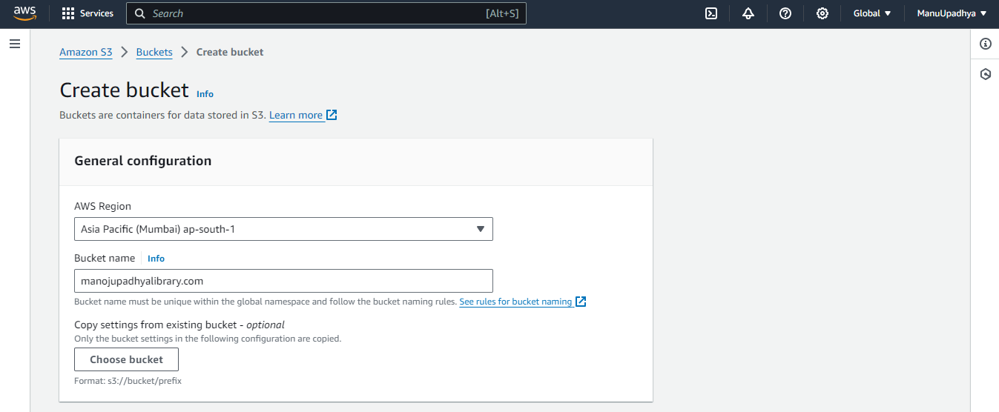 aws Services Search [Alt+S] Global ManuUpadhya
Amazon S3 Buckets Create bucket
Create bucket Info
Buckets are containers for data stored in S3. Learn more
General configuration
AWS Region
Asia Pacific (Mumbai) ap-south-1
Bucket name Info
manojupadhyalibrary.com
Bucket name must be unique within the global namespace and follow the bucket naming rules. See rules for bucket naming
Copy settings from existing bucket - optional
Only the bucket settings in the following configuration are copied.
Choose bucket
Format: s3://bucket/prefix